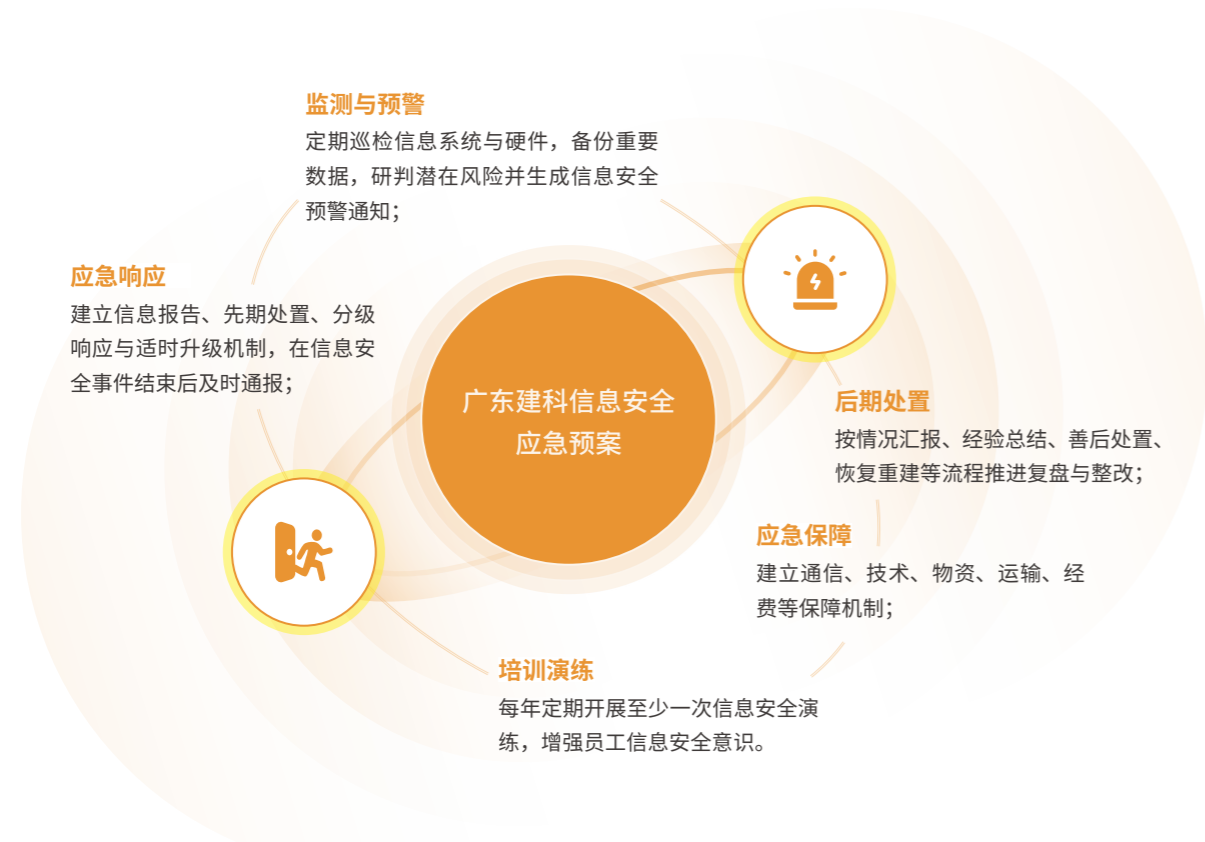 监测与预警
定期巡检信息系统与硬件，备份重要
数据，研判潜在风险并生成信息安全
预警通知；
应急响应
建立信息报告、先期处置、分级
响应与适时升级机制，在信息安
全事件结束后及时通报；
广东建科信息安全
应急预案
后期处置
按情况汇报、经验总结、善后处置、
恢复重建等流程推进复盘与整改；
应急保障
建立通信、技术、物资、运输、经
费等保障机制；
培训演练
每年定期开展至少一次信息安全演
练，增强员工信息安全意识。